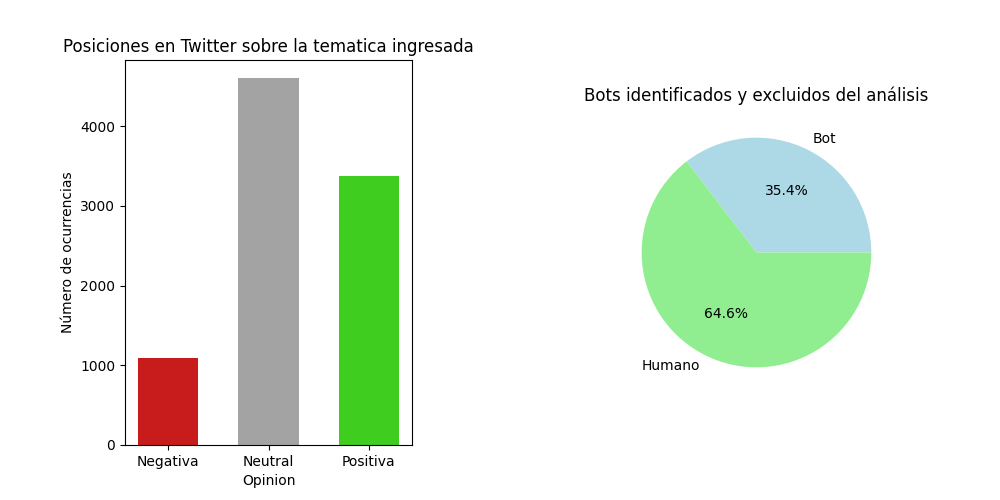 Posiciones en Twitter sobre la tematica ingresada
Número de ocurrencias
4000
3000
2000
1000
0
Negativa
Neutral
Positiva
Opinion
Bots identificados y excluidos del análisis
Bot
35.4%
64.6%
Humano